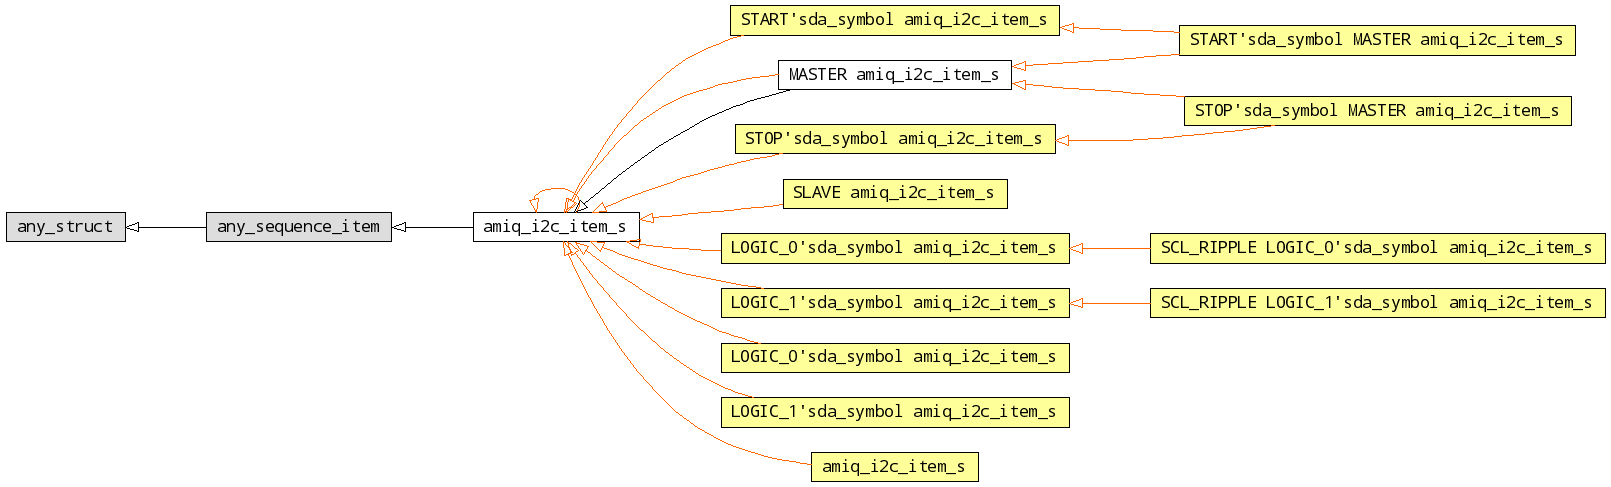 START'sda_symbol amiq_i2c_item_s
START'sda_symbol MASTER amiq_i2c_item_s
MASTER amiq_i2c_item_s
STOP'sda_symbol MASTER amiq_i2c_item_s
STOP'sda_symbol amiq_i2c_item_s
SLAVE amiq_i2c_item_s
any_struct
any_sequence_item
amiq_i2c_item_s
LOGIC_0'sda_symbol amiq_i2c_item_s
SCL_RIPPLE LOGIC_0'sda_symbol amiq_i2c_item_s
LOGIC_1'sda_symbol amiq_i2c_item_s
SCL_RIPPLE LOGIC_1'sda_symbol amiq_i2c_item_s
LOGIC_0'sda_symbol amiq_i2c_item_s
LOGIC_1'sda_symbol amiq_i2c_item_s
amiq_i2c_item_s